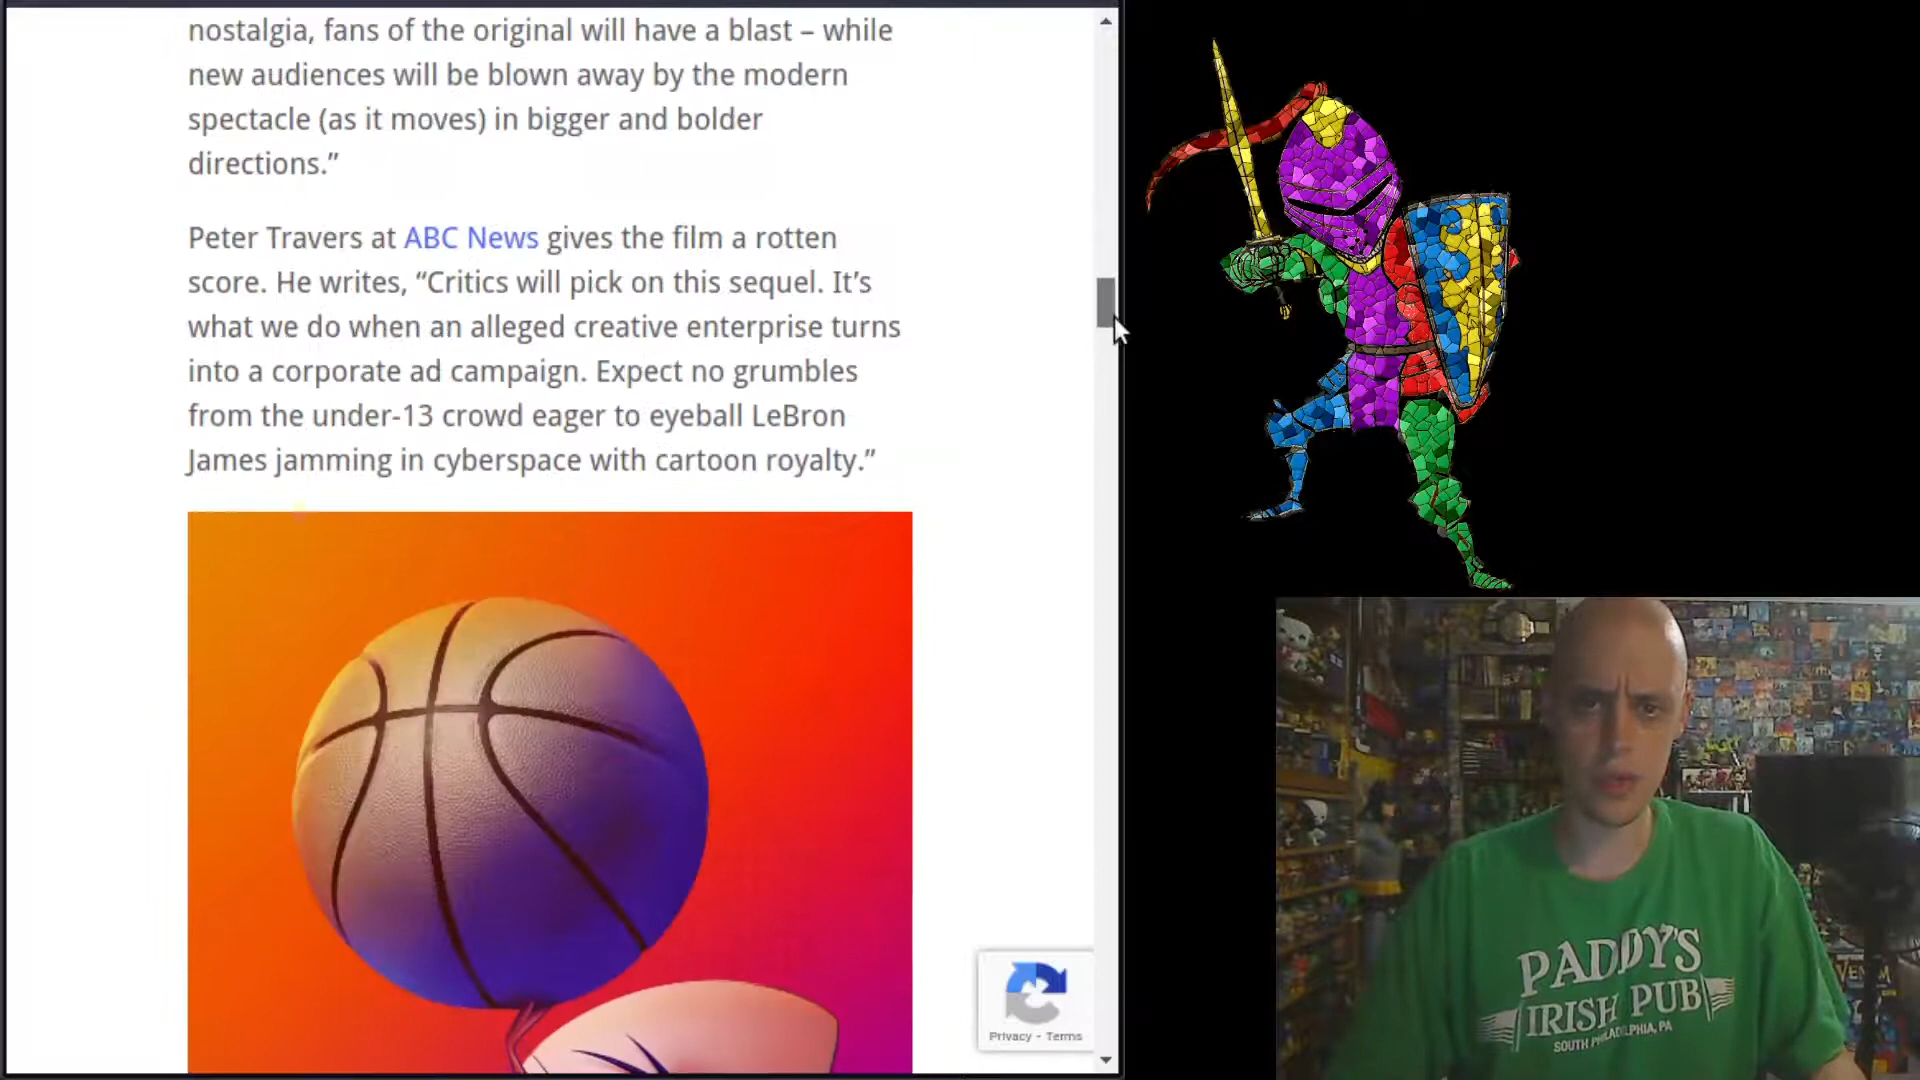 nostalgia, fans of the original will have a blast – while
new audiences will be blown away by the modern
spectacle (as it moves) in bigger and bolder
directions.”
Peter Travers at ABC News gives the film a rotten
score. He writes, “Critics will pick on this sequel. It’s
what we do when an alleged creative enterprise turns
into a corporate ad campaign. Expect no grumbles
from the under-13 crowd eager to eyeball LeBron
James jamming in cyberspace with cartoon royalty.”
Privacy - Terms
PADDY'S
IRISH PUB
SOUTH PHILADELPHIA, PA
VENOM